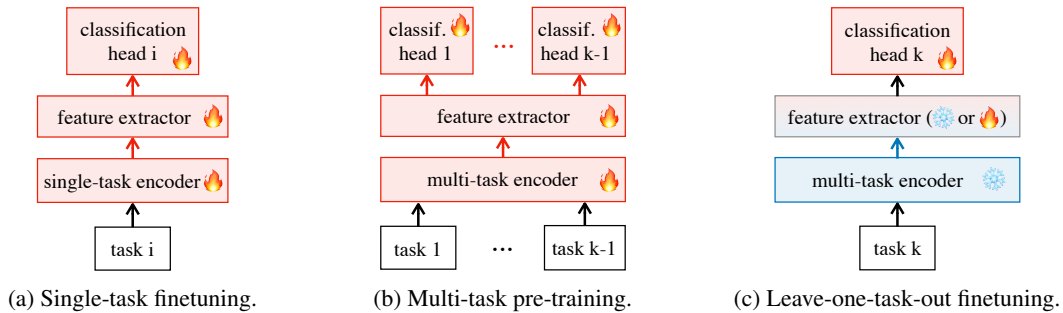 classification
head i
feature extractor
single-task encoder
task i
(a) Single-task finetuning.
classif.
head 1
...
classif.
head k-1
feature extractor
multi-task encoder
task 1
...
task k-1
(b) Multi-task pre-training.
classification
head k
feature extractor (❄️ or 🔥)
multi-task encoder
task k
(c) Leave-one-task-out finetuning.